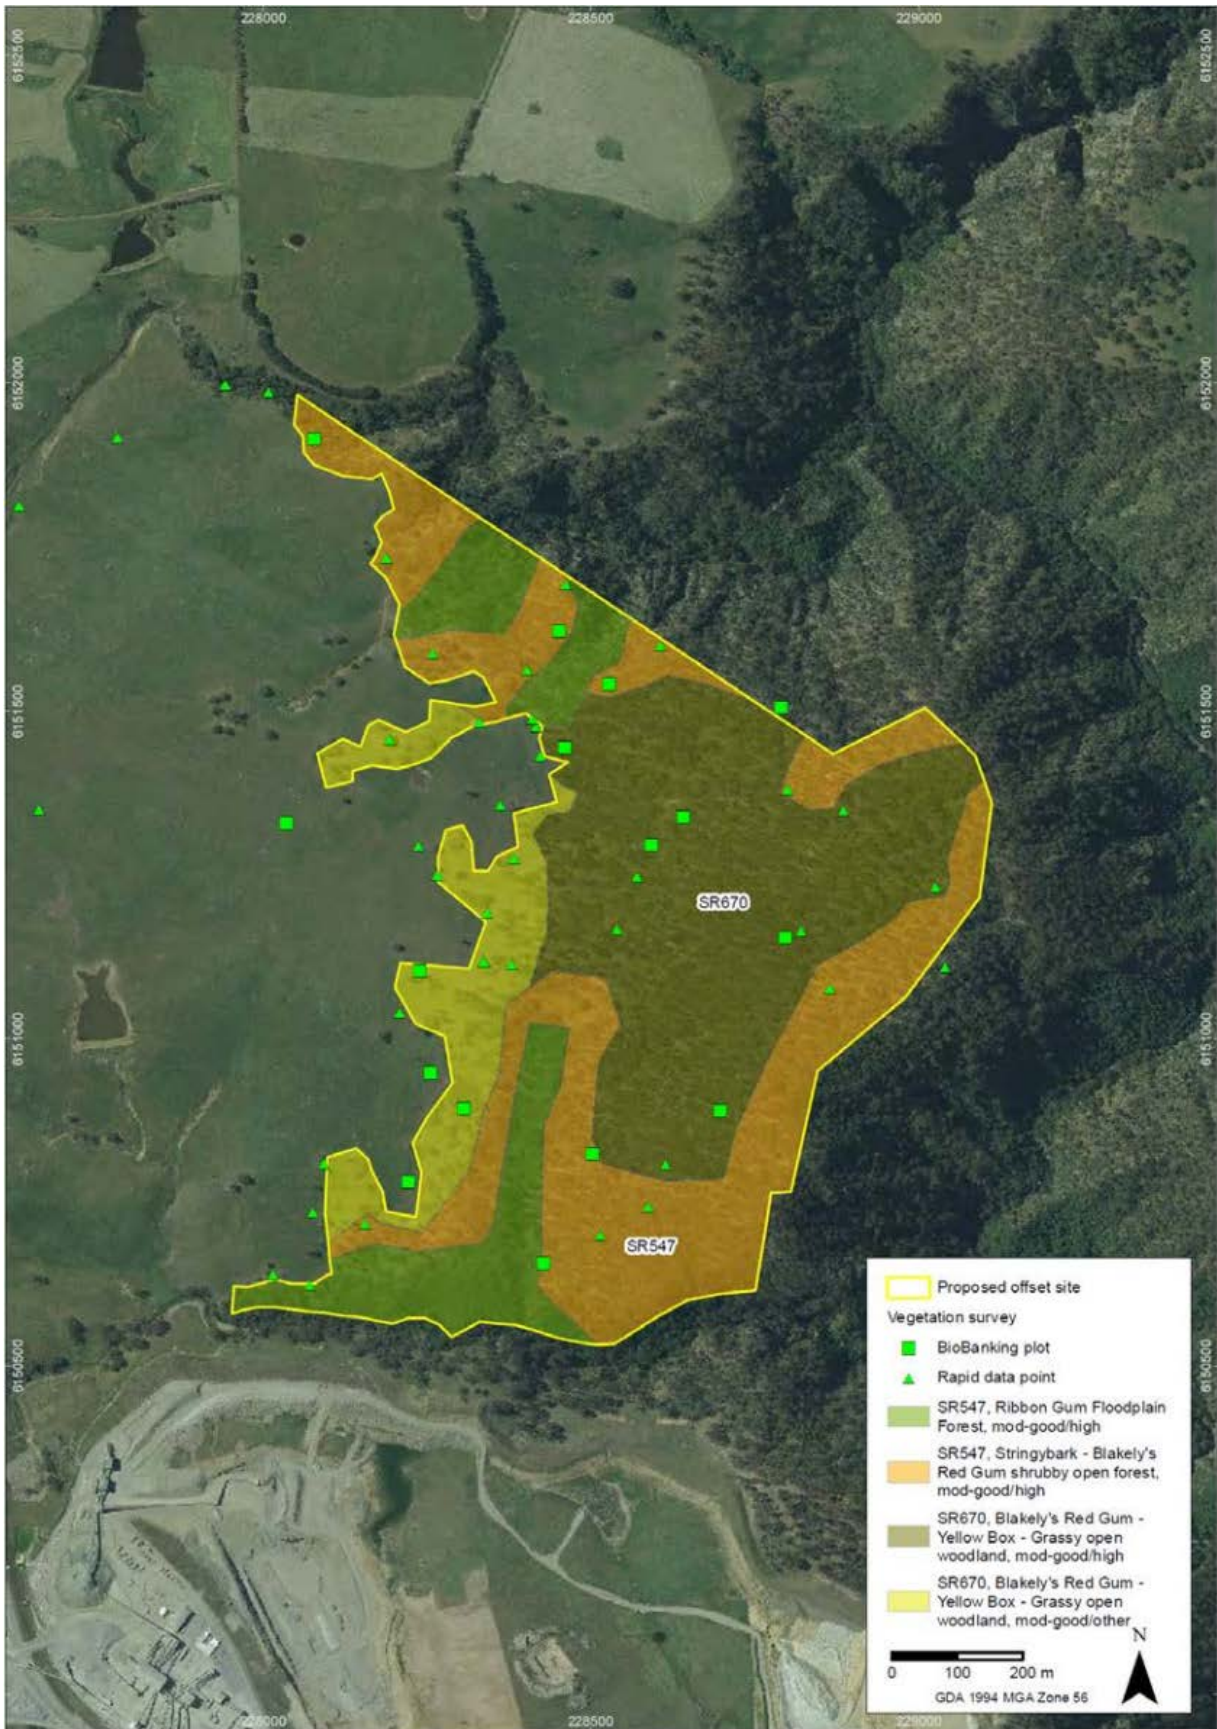 228000 228500 229000
6152500 6152500
6152000 6152000
6151500 6151500
SR670
6151000 6151000
SR547
Proposed offset site
Vegetation survey
BioBanking plot
Rapid data point
SR547, Ribbon Gum Floodplain
Forest, mod-good/high
SR547, Stringybark - Blakely's
Red Gum shrubby open forest,
mod-good/high
SR670, Blakely's Red Gum -
Yellow Box - Grassy open
woodland, mod-good/high
SR670, Blakely's Red Gum -
Yellow Box - Grassy open
woodland, mod-good/other
N
0 100 200 m
GDA 1994 MGA Zone 56
6150500 6150500
228000 228500 229000